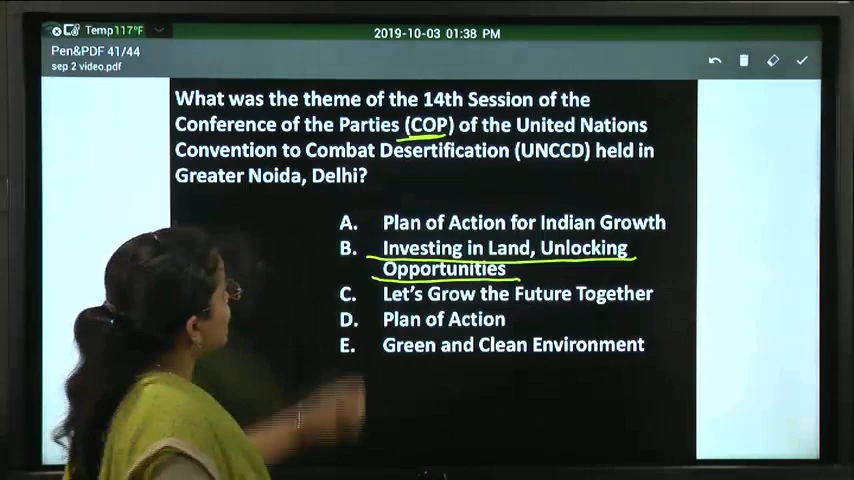 Temp117°F
2019-10-03 01:38 PM
Pen&PDF 41/44
sep 2 video.pdf
What was the theme of the 14th Session of the
Conference of the Parties (COP) of the United Nations
Convention to Combat Desertification (UNCCD) held in
Greater Noida, Delhi?
A. Plan of Action for Indian Growth
B. Investing in Land, Unlocking
Opportunities
C. Let's Grow the Future Together
D. Plan of Action
E. Green and Clean Environment